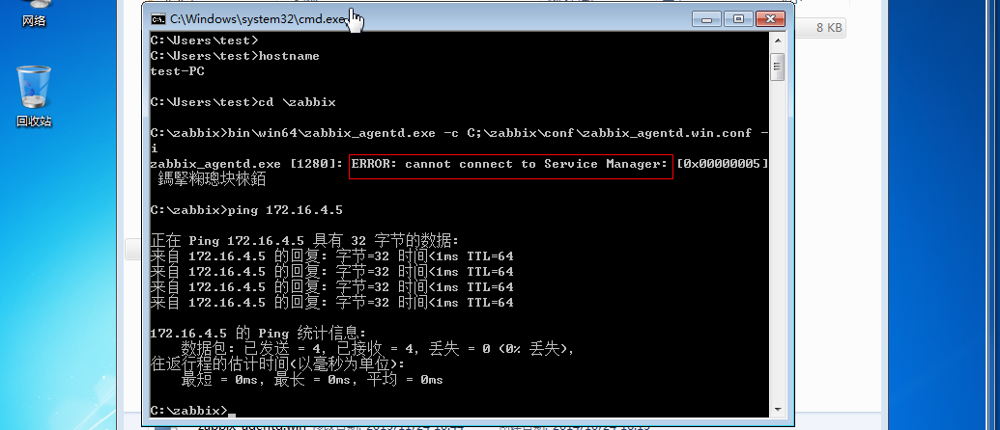 网络
回收站
C:\Windows\system32\cmd.exe
8 KB
C:\Users\test>
C:\Users\test>hostname
test-PC
C:\Users\test>cd \zabbix
C:\zabbix>bin\win64\zabbix_agentd.exe -c C;\zabbix\conf\zabbix_agentd.win.conf -
i
zabbix_agentd.exe [1280]: ERROR: cannot connect to Service Manager: [0x00000005]
C:\zabbix>ping 172.16.4.5
正在 Ping 172.16.4.5 具有 32 字节的数据:
来自 172.16.4.5 的回复: 字节=32 时间<1ms TTL=64
来自 172.16.4.5 的回复: 字节=32 时间<1ms TTL=64
来自 172.16.4.5 的回复: 字节=32 时间<1ms TTL=64
来自 172.16.4.5 的回复: 字节=32 时间<1ms TTL=64
172.16.4.5 的 Ping 统计信息:
数据包: 已发送 = 4, 已接收 = 4, 丢失 = 0 (0% 丢失),
往返行程的估计时间(以毫秒为单位):
最短 = 0ms, 最长 = 0ms, 平均 = 0ms
C:\zabbix>